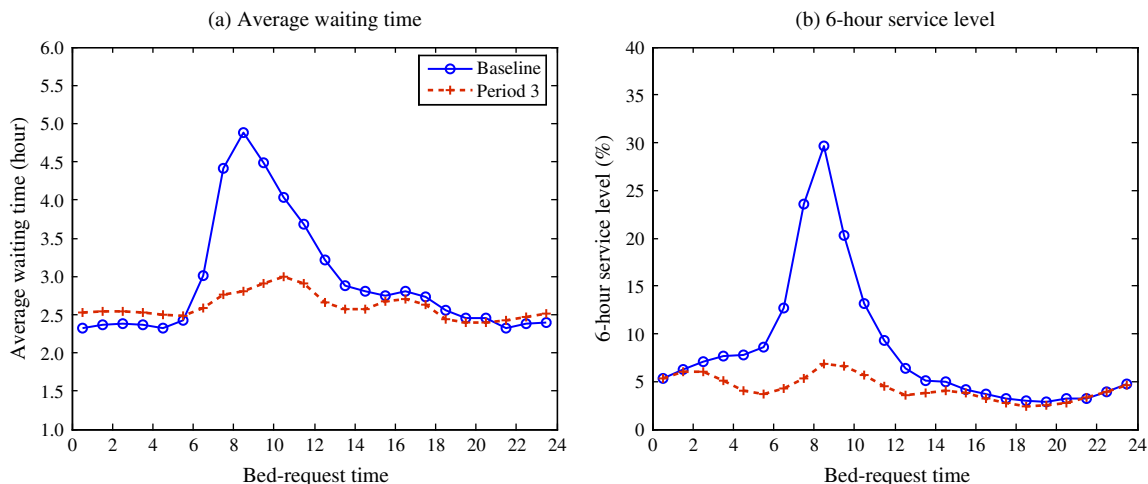 (a) Average waiting time
6.0
5.5
5.0
4.5
4.0
3.5
3.0
2.5
2.0
1.5
1.0
Average waiting time (hour)
Baseline
Period 3
0 2 4 6 8 10 12 14 16 18 20 22 24
Bed-request time
(b) 6-hour service level
40
35
30
25
20
15
10
5
0
6-hour service level (%)
0 2 4 6 8 10 12 14 16 18 20 22 24
Bed-request time